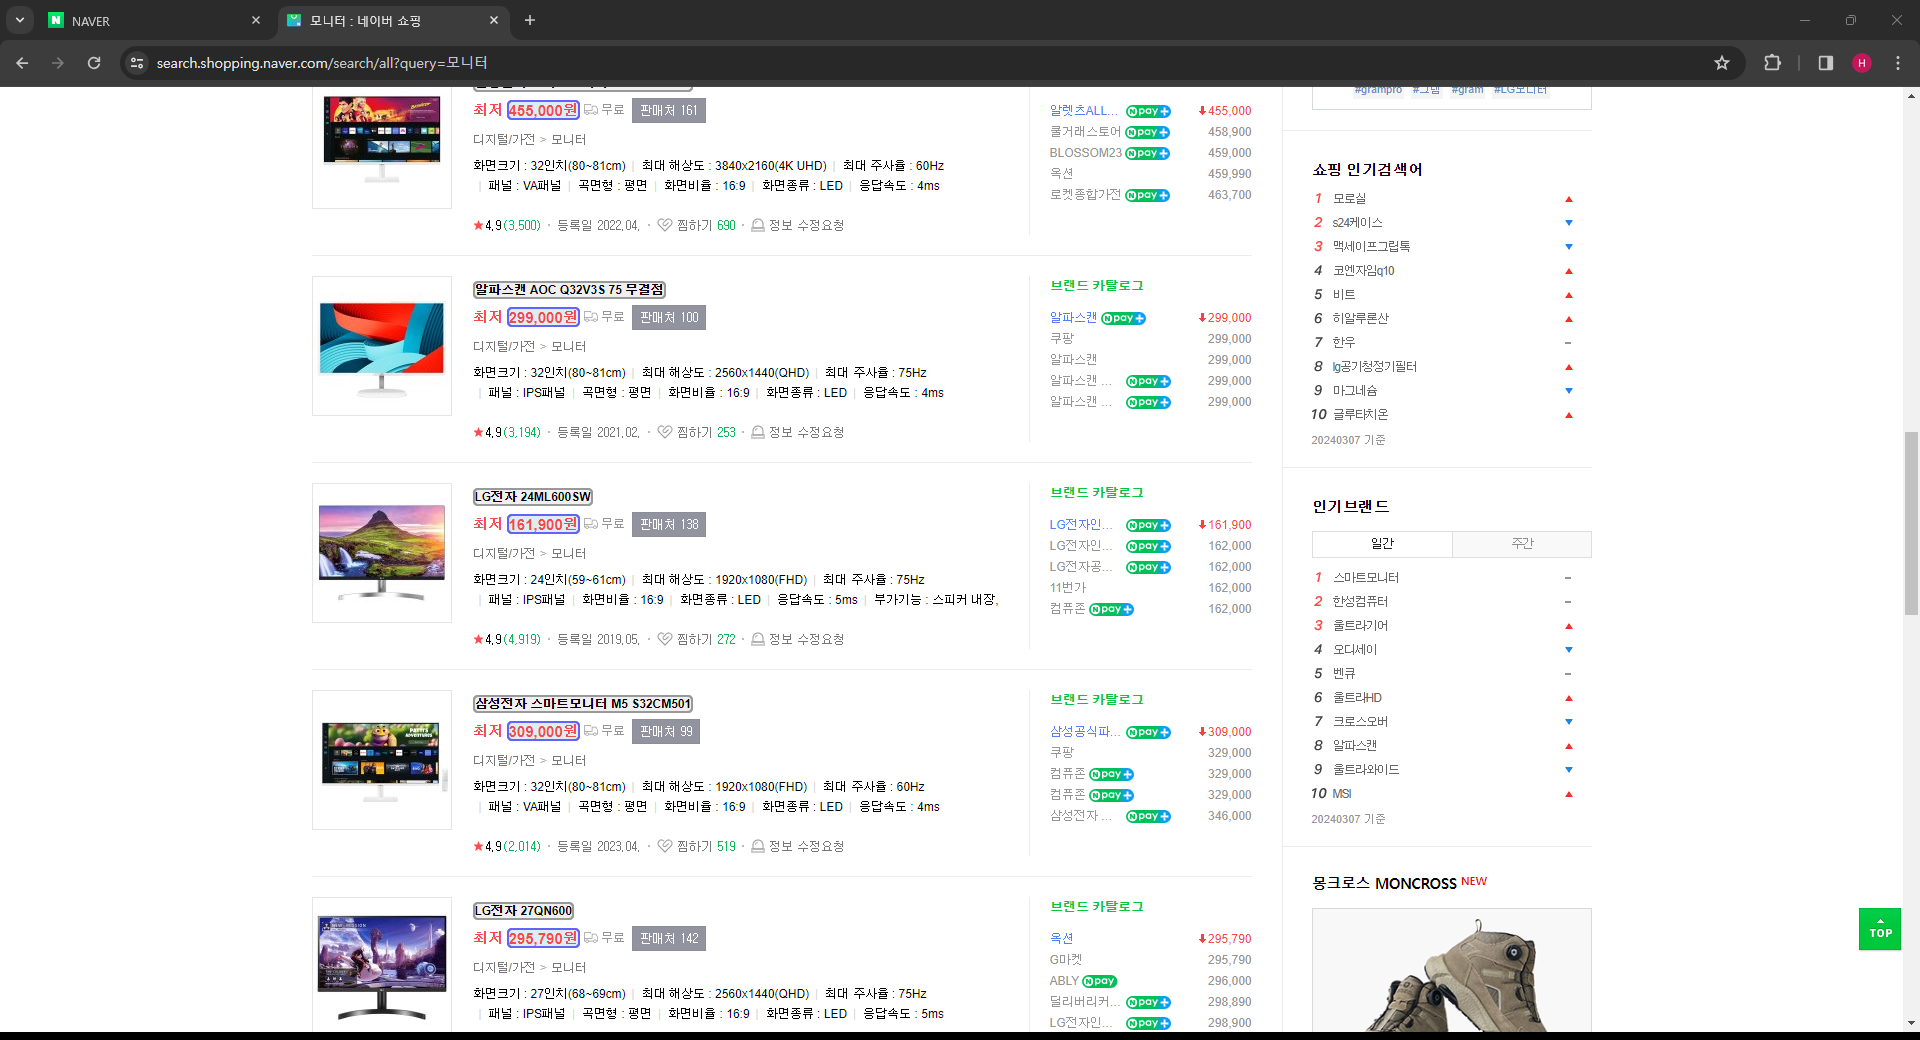 NAVER
모니터 : 네이버 쇼핑
search.shopping.naver.com/search/all?query=모니터
H
최저 455,000원 무료 판매처 161
디지털/가전 > 모니터
화면크기 : 32인치(80~81cm) | 최대 해상도 : 3840x2160(4K UHD) | 최대 주사율 : 60Hz
| 패널 : VA패널 | 곡면형 : 평면 | 화면비율 : 16:9 | 화면종류 : LED | 응답속도 : 4ms
★4.9(3,500) · 등록일 2022.04. · 찜하기 690 · 정보 수정요청
알렛츠ALL... N pay+ 455,000
쿨거래스토어 N pay+ 458,900
BLOSSOM23 N pay+ 459,000
옥션 459,990
로켓종합가전 N pay+ 463,700
알파스캔 AOC Q32V3S 75 무결점
최저 299,000원 무료 판매처 100
디지털/가전 > 모니터
화면크기 : 32인치(80~81cm) | 최대 해상도 : 2560x1440(QHD) | 최대 주사율 : 75Hz
| 패널 : IPS패널 | 곡면형 : 평면 | 화면비율 : 16:9 | 화면종류 : LED | 응답속도 : 4ms
★4.9(3,194) · 등록일 2021.02. · 찜하기 253 · 정보 수정요청
브랜드 카탈로그
알파스캔 N pay+ 299,000
쿠팡 299,000
알파스캔 299,000
알파스캔 ... N pay+ 299,000
알파스캔 ... N pay+ 299,000
LG전자 24ML600SW
최저 161,900원 무료 판매처 138
디지털/가전 > 모니터
화면크기 : 24인치(59~61cm) | 최대 해상도 : 1920x1080(FHD) | 최대 주사율 : 75Hz
| 패널 : IPS패널 | 화면비율 : 16:9 | 화면종류 : LED | 응답속도 : 5ms | 부가기능 : 스피커 내장,
★4.9(4,919) · 등록일 2019.05. · 찜하기 272 · 정보 수정요청
브랜드 카탈로그
LG전자인... N pay+ 161,900
LG전자인... N pay+ 162,000
LG전자공... N pay+ 162,000
11번가 162,000
컴퓨존 N pay+ 162,000
삼성전자 스마트모니터 M5 S32CM501
최저 309,000원 무료 판매처 99
디지털/가전 > 모니터
화면크기 : 32인치(80~81cm) | 최대 해상도 : 1920x1080(FHD) | 최대 주사율 : 60Hz
| 패널 : VA패널 | 곡면형 : 평면 | 화면비율 : 16:9 | 화면종류 : LED | 응답속도 : 4ms
★4.9(2,014) · 등록일 2023.04. · 찜하기 519 · 정보 수정요청
브랜드 카탈로그
삼성공식파... N pay+ 309,000
쿠팡 329,000
컴퓨존 N pay+ 329,000
컴퓨존 N pay+ 329,000
삼성전자 ... N pay+ 346,000
LG전자 27QN600
최저 295,790원 무료 판매처 142
디지털/가전 > 모니터
화면크기 : 27인치(68~69cm) | 최대 해상도 : 2560x1440(QHD) | 최대 주사율 : 75Hz
| 패널 : IPS패널 | 곡면형 : 평면 | 화면비율 : 16:9 | 화면종류 : LED | 응답속도 : 5ms
브랜드 카탈로그
옥션 295,790
G마켓 295,790
ABLY N pay 296,000
딜리버리커... N pay+ 298,890
LG전자인... N pay+ 298,900
#grampro #그램 #gram #LG모니터
쇼핑 인기검색어
1 모로실
2 s24케이스
3 맥세이프그립톡
4 코엔자임q10
5 비트
6 히알루론산
7 한우
8 lg공기청정기필터
9 마그네슘
10 글루타치온
20240307 기준
인기브랜드
일간 주간
1 스마트모니터
2 한성컴퓨터
3 울트라기어
4 오디세이
5 벤큐
6 울트라HD
7 크로스오버
8 알파스캔
9 울트라와이드
10 MSI
20240307 기준
몽크로스 MONCROSS NEW
TOP